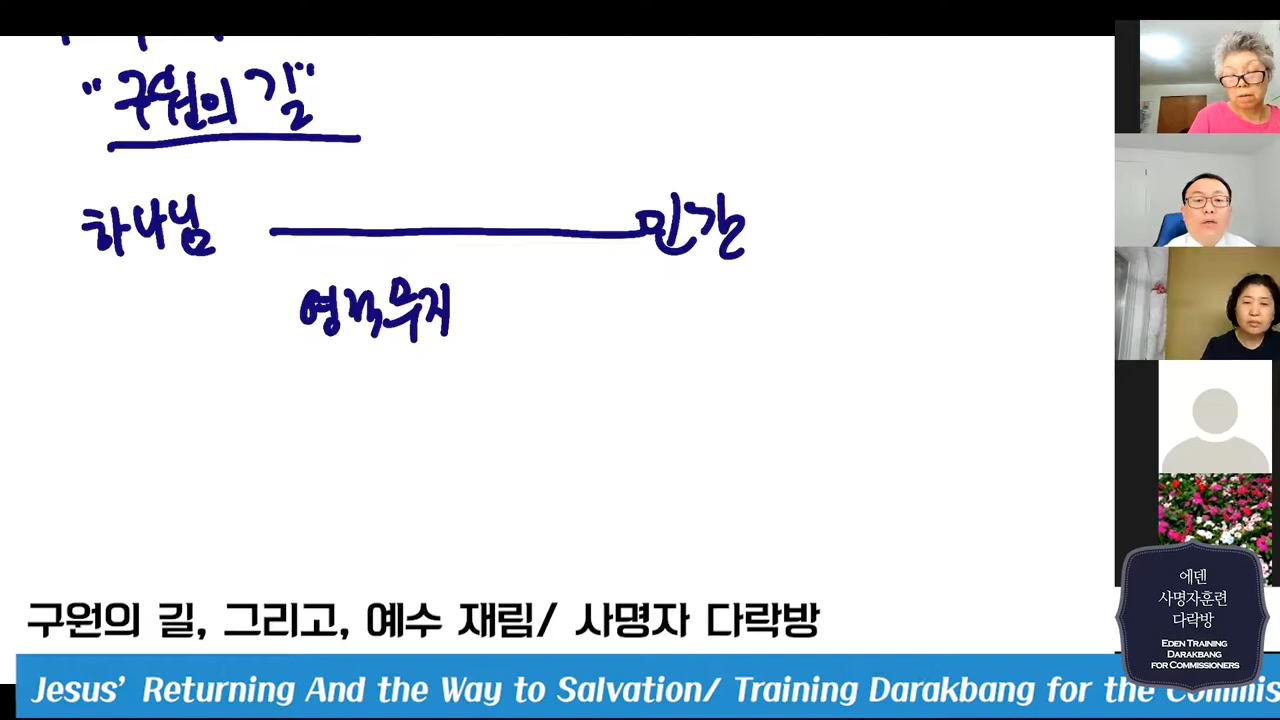 "구원의 길"
하나님 인간
영적무지
구원의 길, 그리고, 예수 재림/ 사명자 다락방
Jesus’ Returning And the Way to Salvation/ Training Darakbang for the Commis
에덴
사명자훈련
다락방
EDEN TRAINING
DARAKBANG
FOR COMMISSIONERS